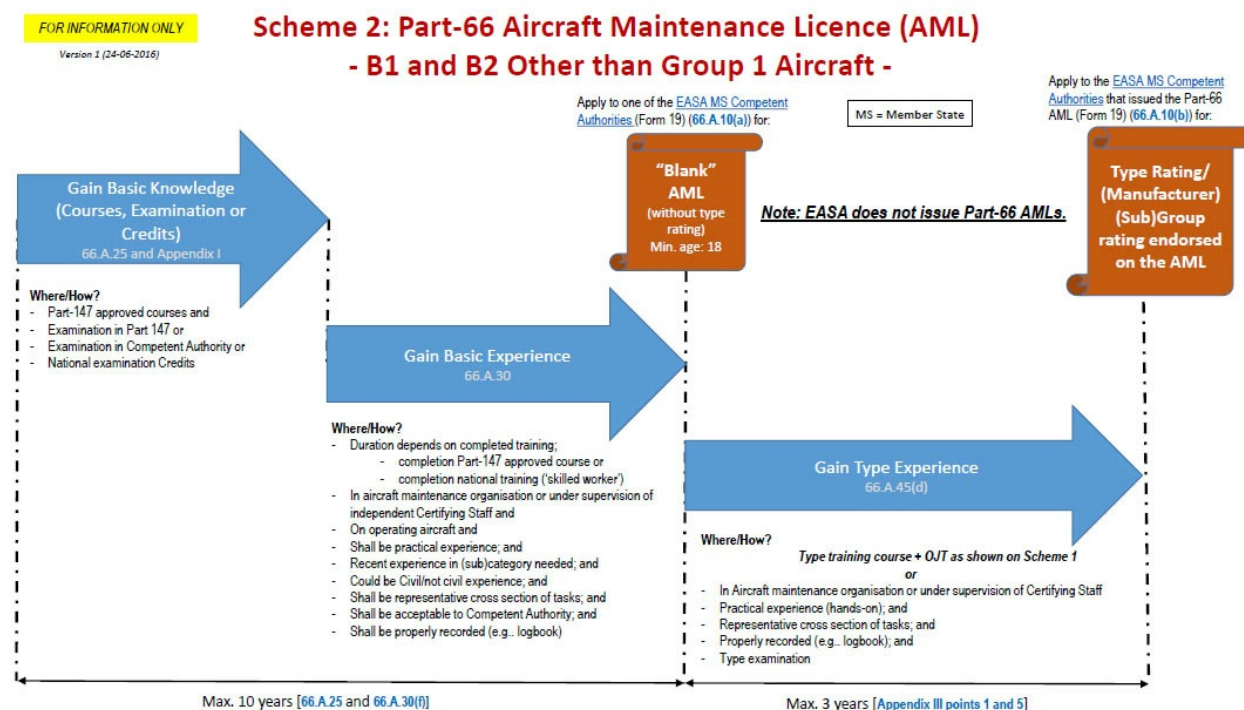 FOR INFORMATION ONLY
Version 1 (24-06-2016)
Scheme 2: Part-66 Aircraft Maintenance Licence (AML)
- B1 and B2 Other than Group 1 Aircraft -
Apply to one of the EASA MS Competent
Authorities (Form 19) (66.A.10(a)) for:
MS = Member State
Apply to the EASA MS Competent
Authorities that issued the Part-66
AML (Form 19) (66.A.10(b)) for:
Gain Basic Knowledge
(Courses, Examination or
Credits)
66.A.25 and Appendix I
"Blank"
AML
(without type
rating)
Min. age: 18
Note: EASA does not issue Part-66 AMLs.
Type Rating/
(Manufacturer)
(Sub)Group
rating endorsed
on the AML
Where/How?
- Part-147 approved courses and
- Examination in Part 147 or
- Examination in Competent Authority or
- National examination Credits
Gain Basic Experience
66.A.30
Where/How?
- Duration depends on completed training;
- completion Part-147 approved course or
- completion national training ('skilled worker')
- In aircraft maintenance organisation or under supervision of
independent Certifying Staff and
- On operating aircraft and
- Shall be practical experience; and
- Recent experience in (sub)category needed; and
- Could be Civil/not civil experience; and
- Shall be representative cross section of tasks; and
- Shall be acceptable to Competent Authority; and
- Shall be properly recorded (e.g.. logbook)
Gain Type Experience
66.A.45(d)
Where/How?
Type training course + OJT as shown on Scheme 1
or
- In Aircraft maintenance organisation or under supervision of Certifying Staff
- Practical experience (hands-on); and
- Representative cross section of tasks; and
- Properly recorded (e.g.. logbook); and
- Type examination
Max. 10 years [66.A.25 and 66.A.30(f)]
Max. 3 years [Appendix III points 1 and 5]